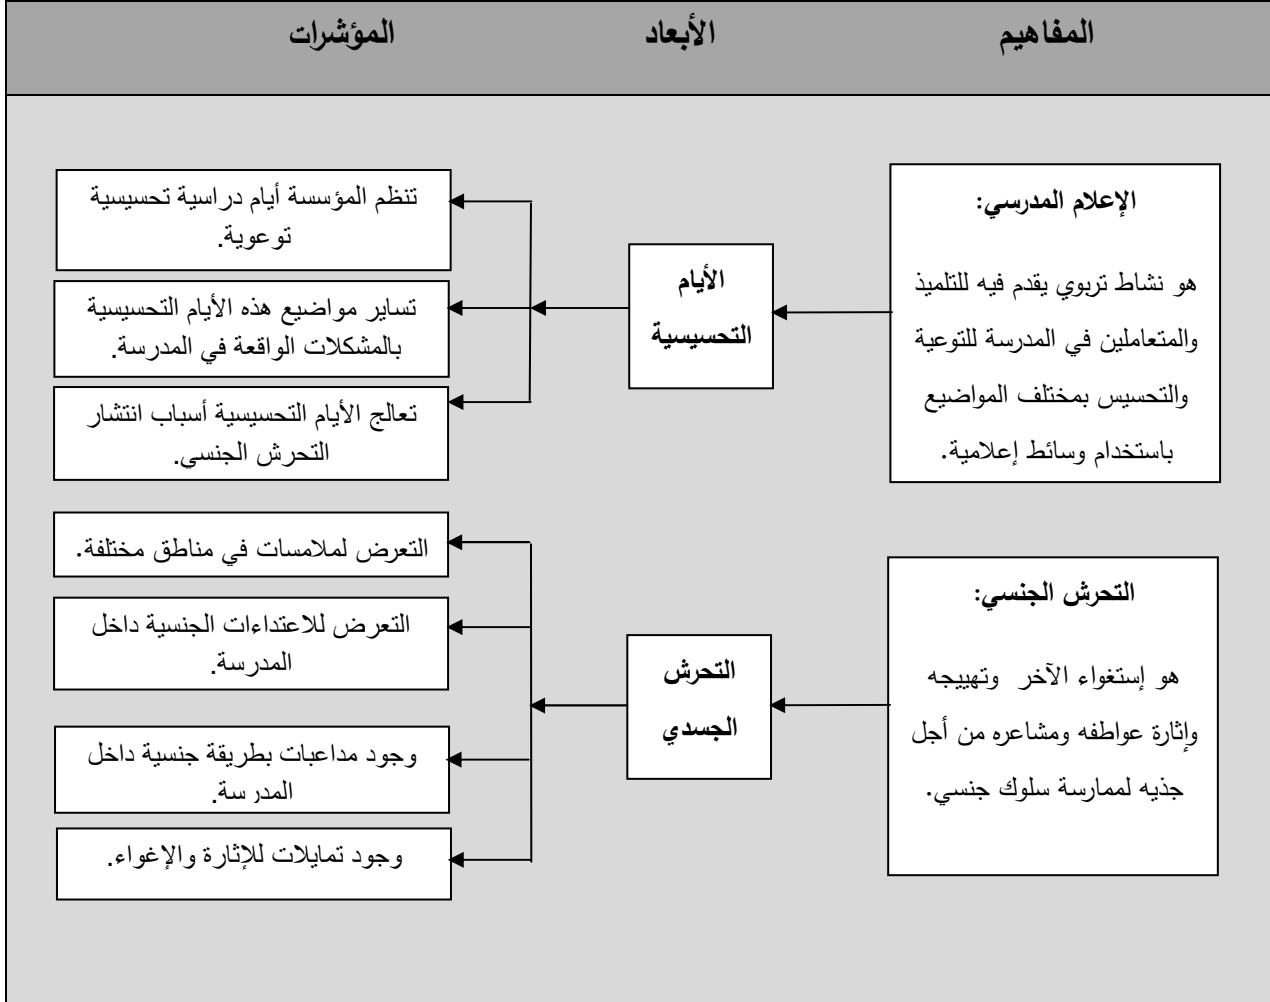 المفاهيم
الأبعاد
المؤشرات
الإعلام المدرسي:
هو نشاط تربوي يقدم فيه للتلميذ
والمتعاملين في المدرسة للتوعية
والتحسيس بمختلف المواضيع
باستخدام وسائط إعلامية.
الأيام
التحسيسية
تنظم المؤسسة أيام دراسية تحسيسية
توعوية.
تساير مواضيع هذه الأيام التحسيسية
بالمشكلات الواقعة في المدرسة.
تعالج الأيام التحسيسية أسباب انتشار
التحرش الجنسي.
التحرش الجنسي:
هو إستغواء الآخر وتهييجه
وإثارة عواطفه ومشاعره من أجل
جذيه لممارسة سلوك جنسي.
التحرش
الجسدي
التعرض لملامسات في مناطق مختلفة.
التعرض للاعتداءات الجنسية داخل
المدرسة.
وجود مداعبات بطريقة جنسية داخل
المدرسة.
وجود تمايلات للإثارة والإغواء.